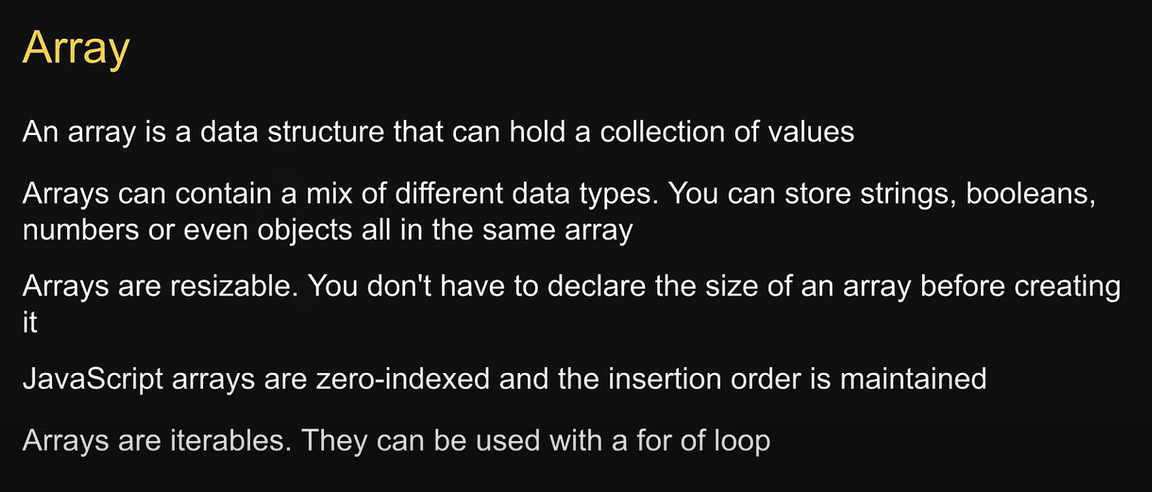 Array
An array is a data structure that can hold a collection of values
Arrays can contain a mix of different data types. You can store strings, booleans,
numbers or even objects all in the same array
Arrays are resizable. You don't have to declare the size of an array before creating
it
JavaScript arrays are zero-indexed and the insertion order is maintained
Arrays are iterables. They can be used with a for of loop